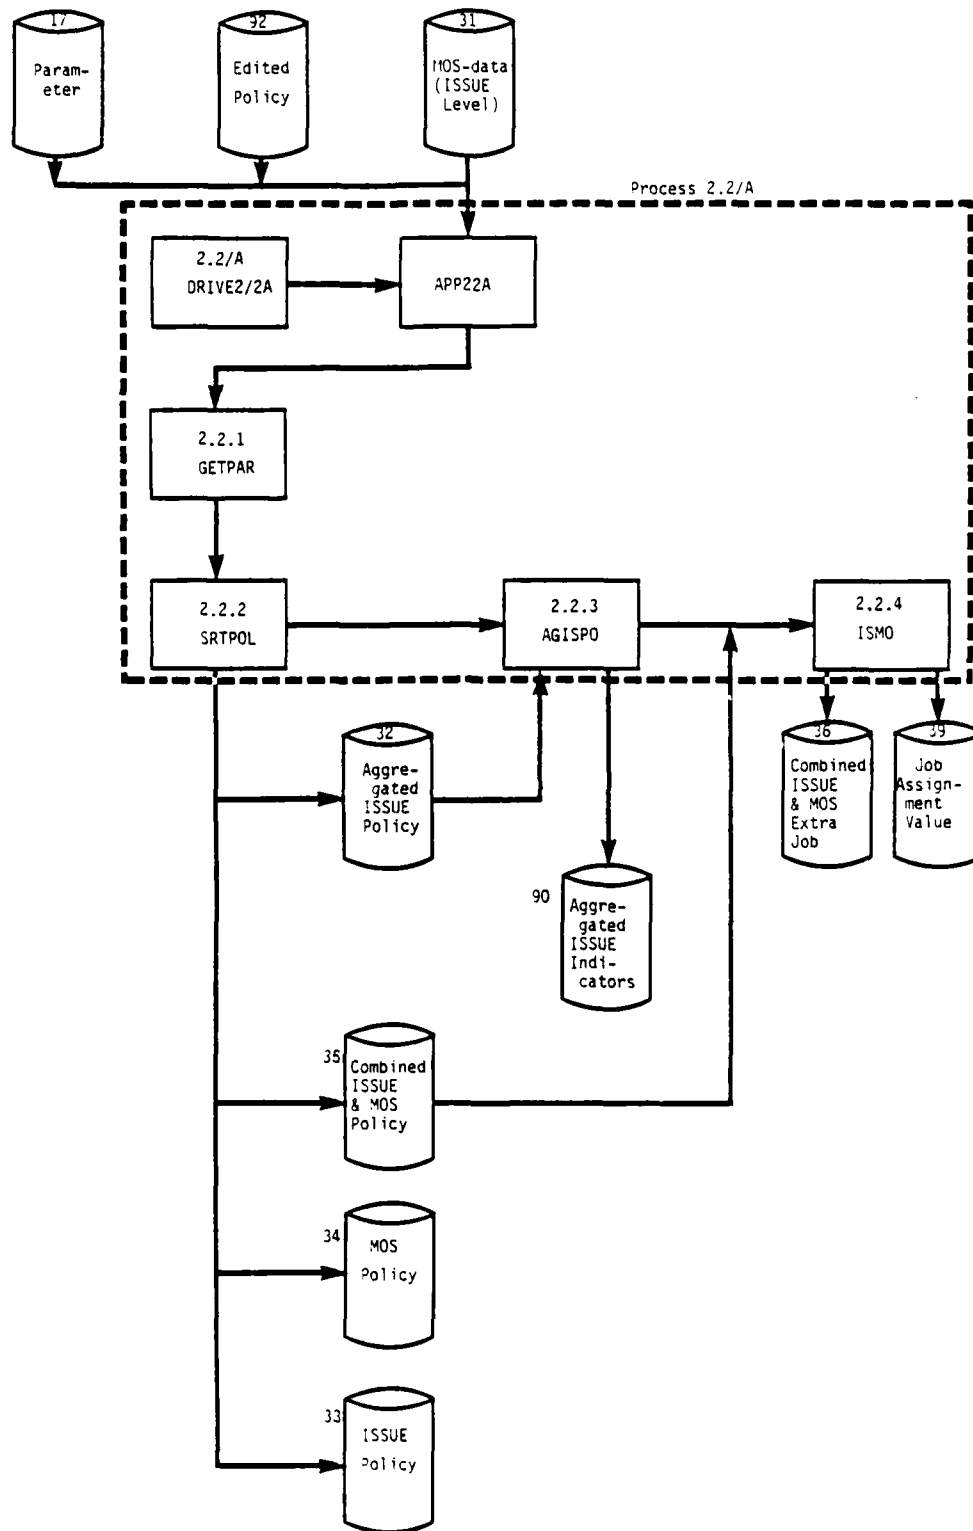 17
Param-
eter
92
Edited
Policy
31
MOS-data
(ISSUE
Level)
Process 2.2/A
2.2/A
DRIVE2/2A
APP22A
2.2.1
GETPAR
2.2.2
SRTPOL
2.2.3
AGISPO
2.2.4
ISMO
32
Aggre-
gated
ISSUE
Policy
36
Combined
ISSUE
& MOS
Extra
Job
39
Job
Assign-
ment
Value
90
Aggre-
gated
ISSUE
Indi-
cators
35
Combined
ISSUE
& MOS
Policy
34
MOS
Policy
33
ISSUE
Policy